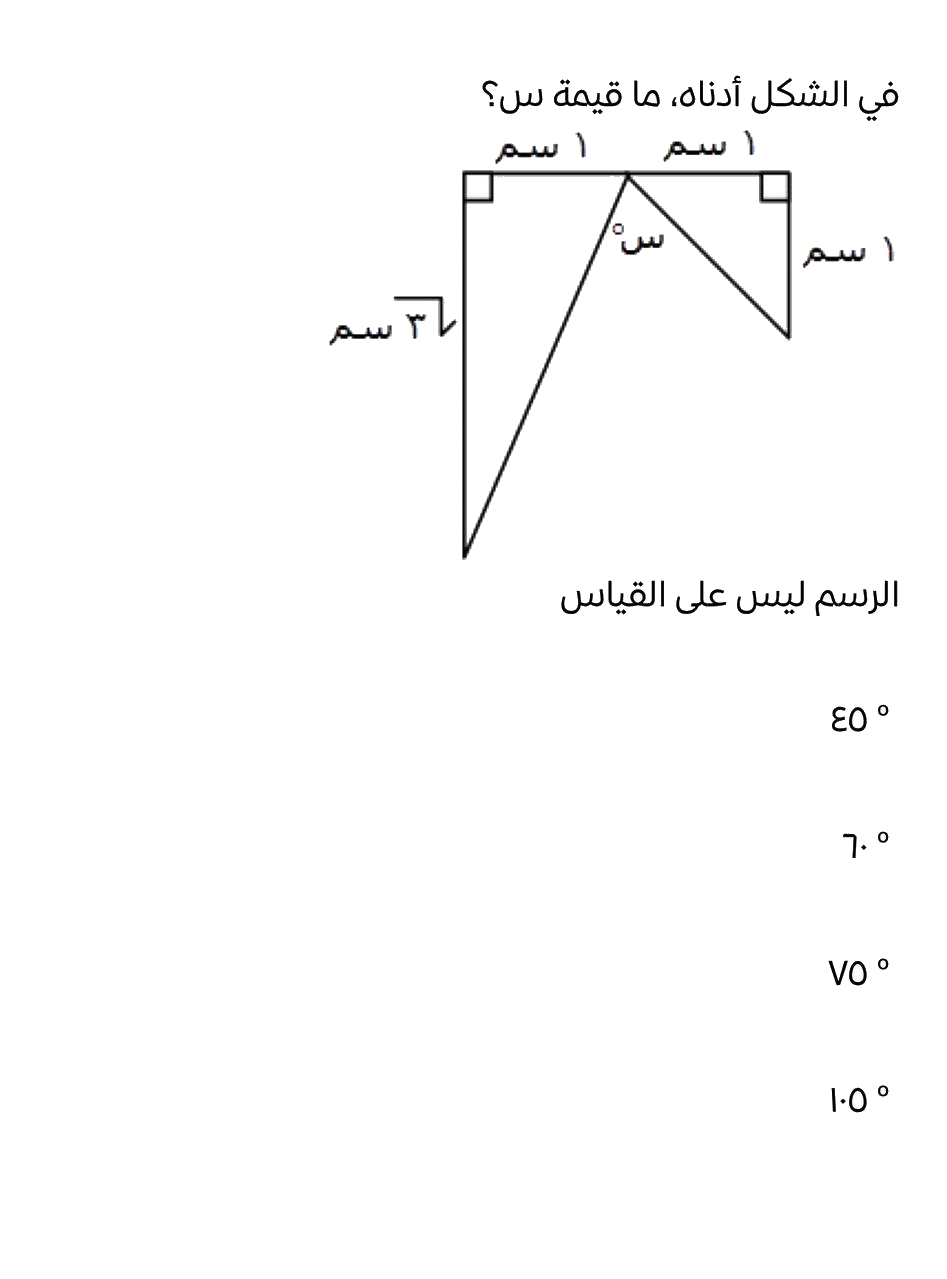 في الشكل أدناه، ما قيمة س؟
١ سم
١ سم
١ سم
س°
√٣ سم
الرسم ليس على القياس
٤٥ °
٦٠ °
٧٥ °
١٠٥ °